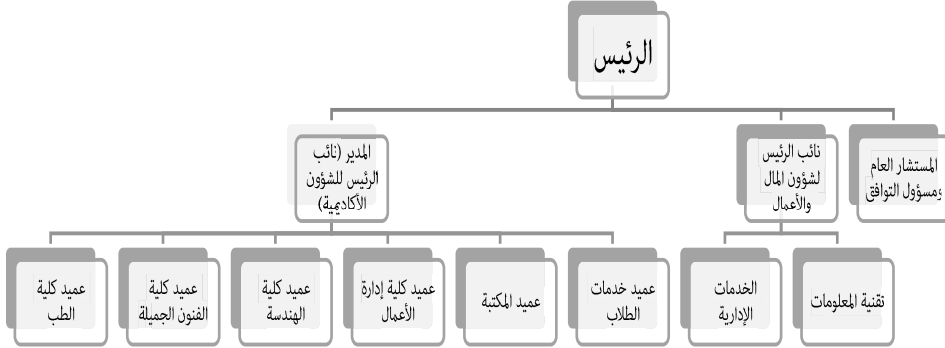 الرئيس
المستشار العام
ومسؤول التوافق
نائب الرئيس
لشؤون المال
والأعمال
المدير (نائب
الرئيس للشؤون
الأكاديمية)
تقنية المعلومات
الخدمات
الإدارية
عميد خدمات
الطلاب
عميد المكتبة
عميد كلية إدارة
الأعمال
عميد كلية
الهندسة
عميد كلية
الفنون الجميلة
عميد كلية
الطب